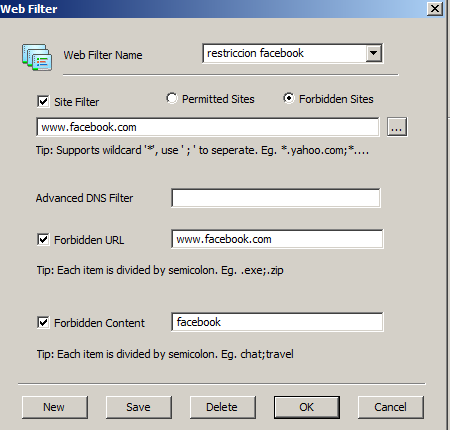 Web Filter
Web Filter Name
restriccion facebook
Site Filter
Permitted Sites
Forbidden Sites
www.facebook.com
...
Tip: Supports wildcard '*', use ' ; ' to seperate. Eg. *.yahoo.com;*....
Advanced DNS Filter
Forbidden URL
www.facebook.com
Tip: Each item is divided by semicolon. Eg. .exe;.zip
Forbidden Content
facebook
Tip: Each item is divided by semicolon. Eg. chat;travel
New
Save
Delete
OK
Cancel